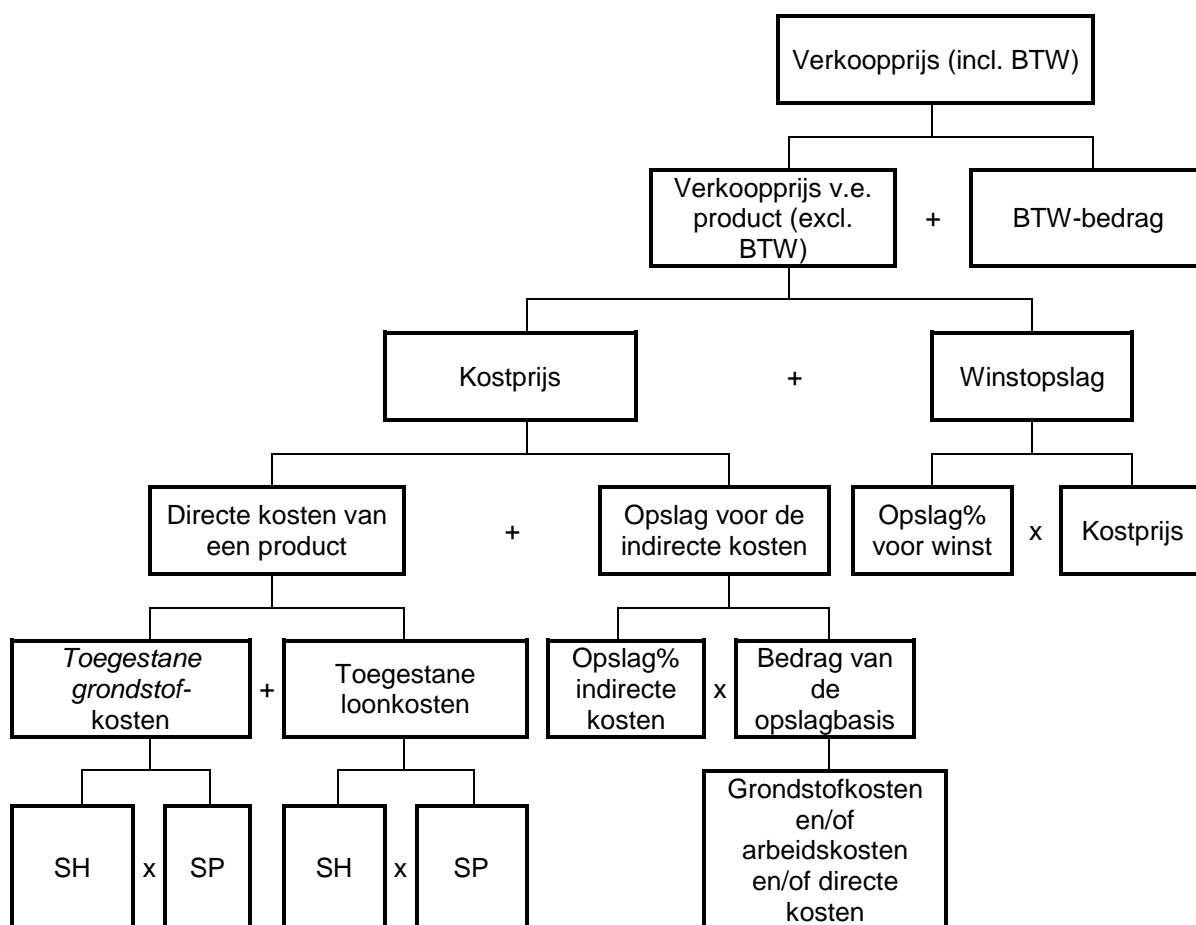 Verkoopprijs (incl. BTW)
Verkoopprijs v.e.
product (excl.
BTW)
+
BTW-bedrag
Kostprijs
+
Winstopslag
Directe kosten van
een product
+
Opslag voor de
indirecte kosten
Opslag%
voor winst
x
Kostprijs
Toegestane
grondstof-
kosten
+
Toegestane
loonkosten
Opslag%
indirecte
kosten
x
Bedrag van
de
opslagbasis
SH
x
SP
SH
x
SP
Grondstofkosten
en/of
arbeidskosten
en/of directe
kosten